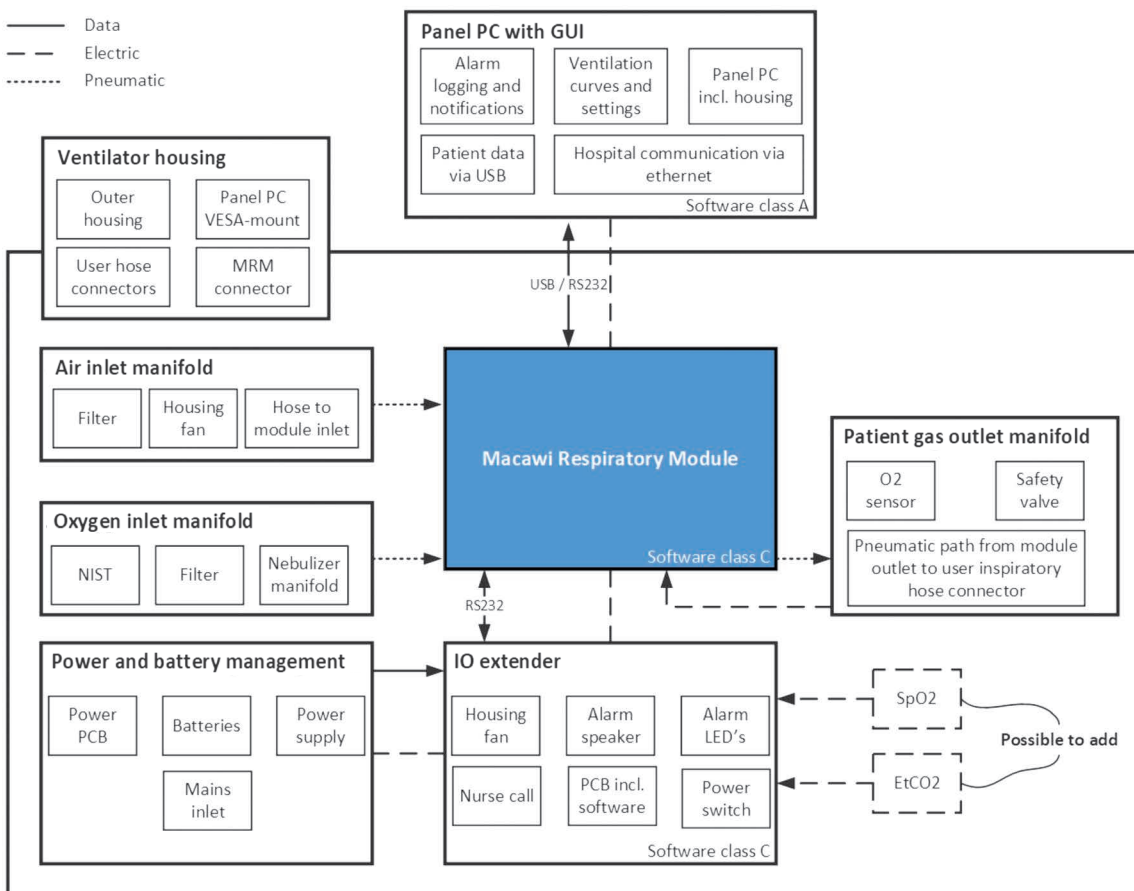 Data
Electric
Pneumatic
Panel PC with GUI
Alarm
logging and
notifications
Ventilation
curves and
settings
Panel PC
incl. housing
Patient data
via USB
Hospital communication via
ethernet
Software class A
Ventilator housing
Outer
housing
Panel PC
VESA-mount
User hose
connectors
MRM
connector
USB / RS232
Air inlet manifold
Filter
Housing
fan
Hose to
module inlet
Macawi Respiratory Module
Software class C
Patient gas outlet manifold
O2
sensor
Safety
valve
Pneumatic path from module
outlet to user inspiratory
hose connector
Oxygen inlet manifold
NIST
Filter
Nebulizer
manifold
RS232
Power and battery management
Power
PCB
Batteries
Power
supply
Mains
inlet
IO extender
Housing
fan
Alarm
speaker
Alarm
LED's
Nurse call
PCB incl.
software
Power
switch
Software class C
SpO2
Possible to add
EtCO2